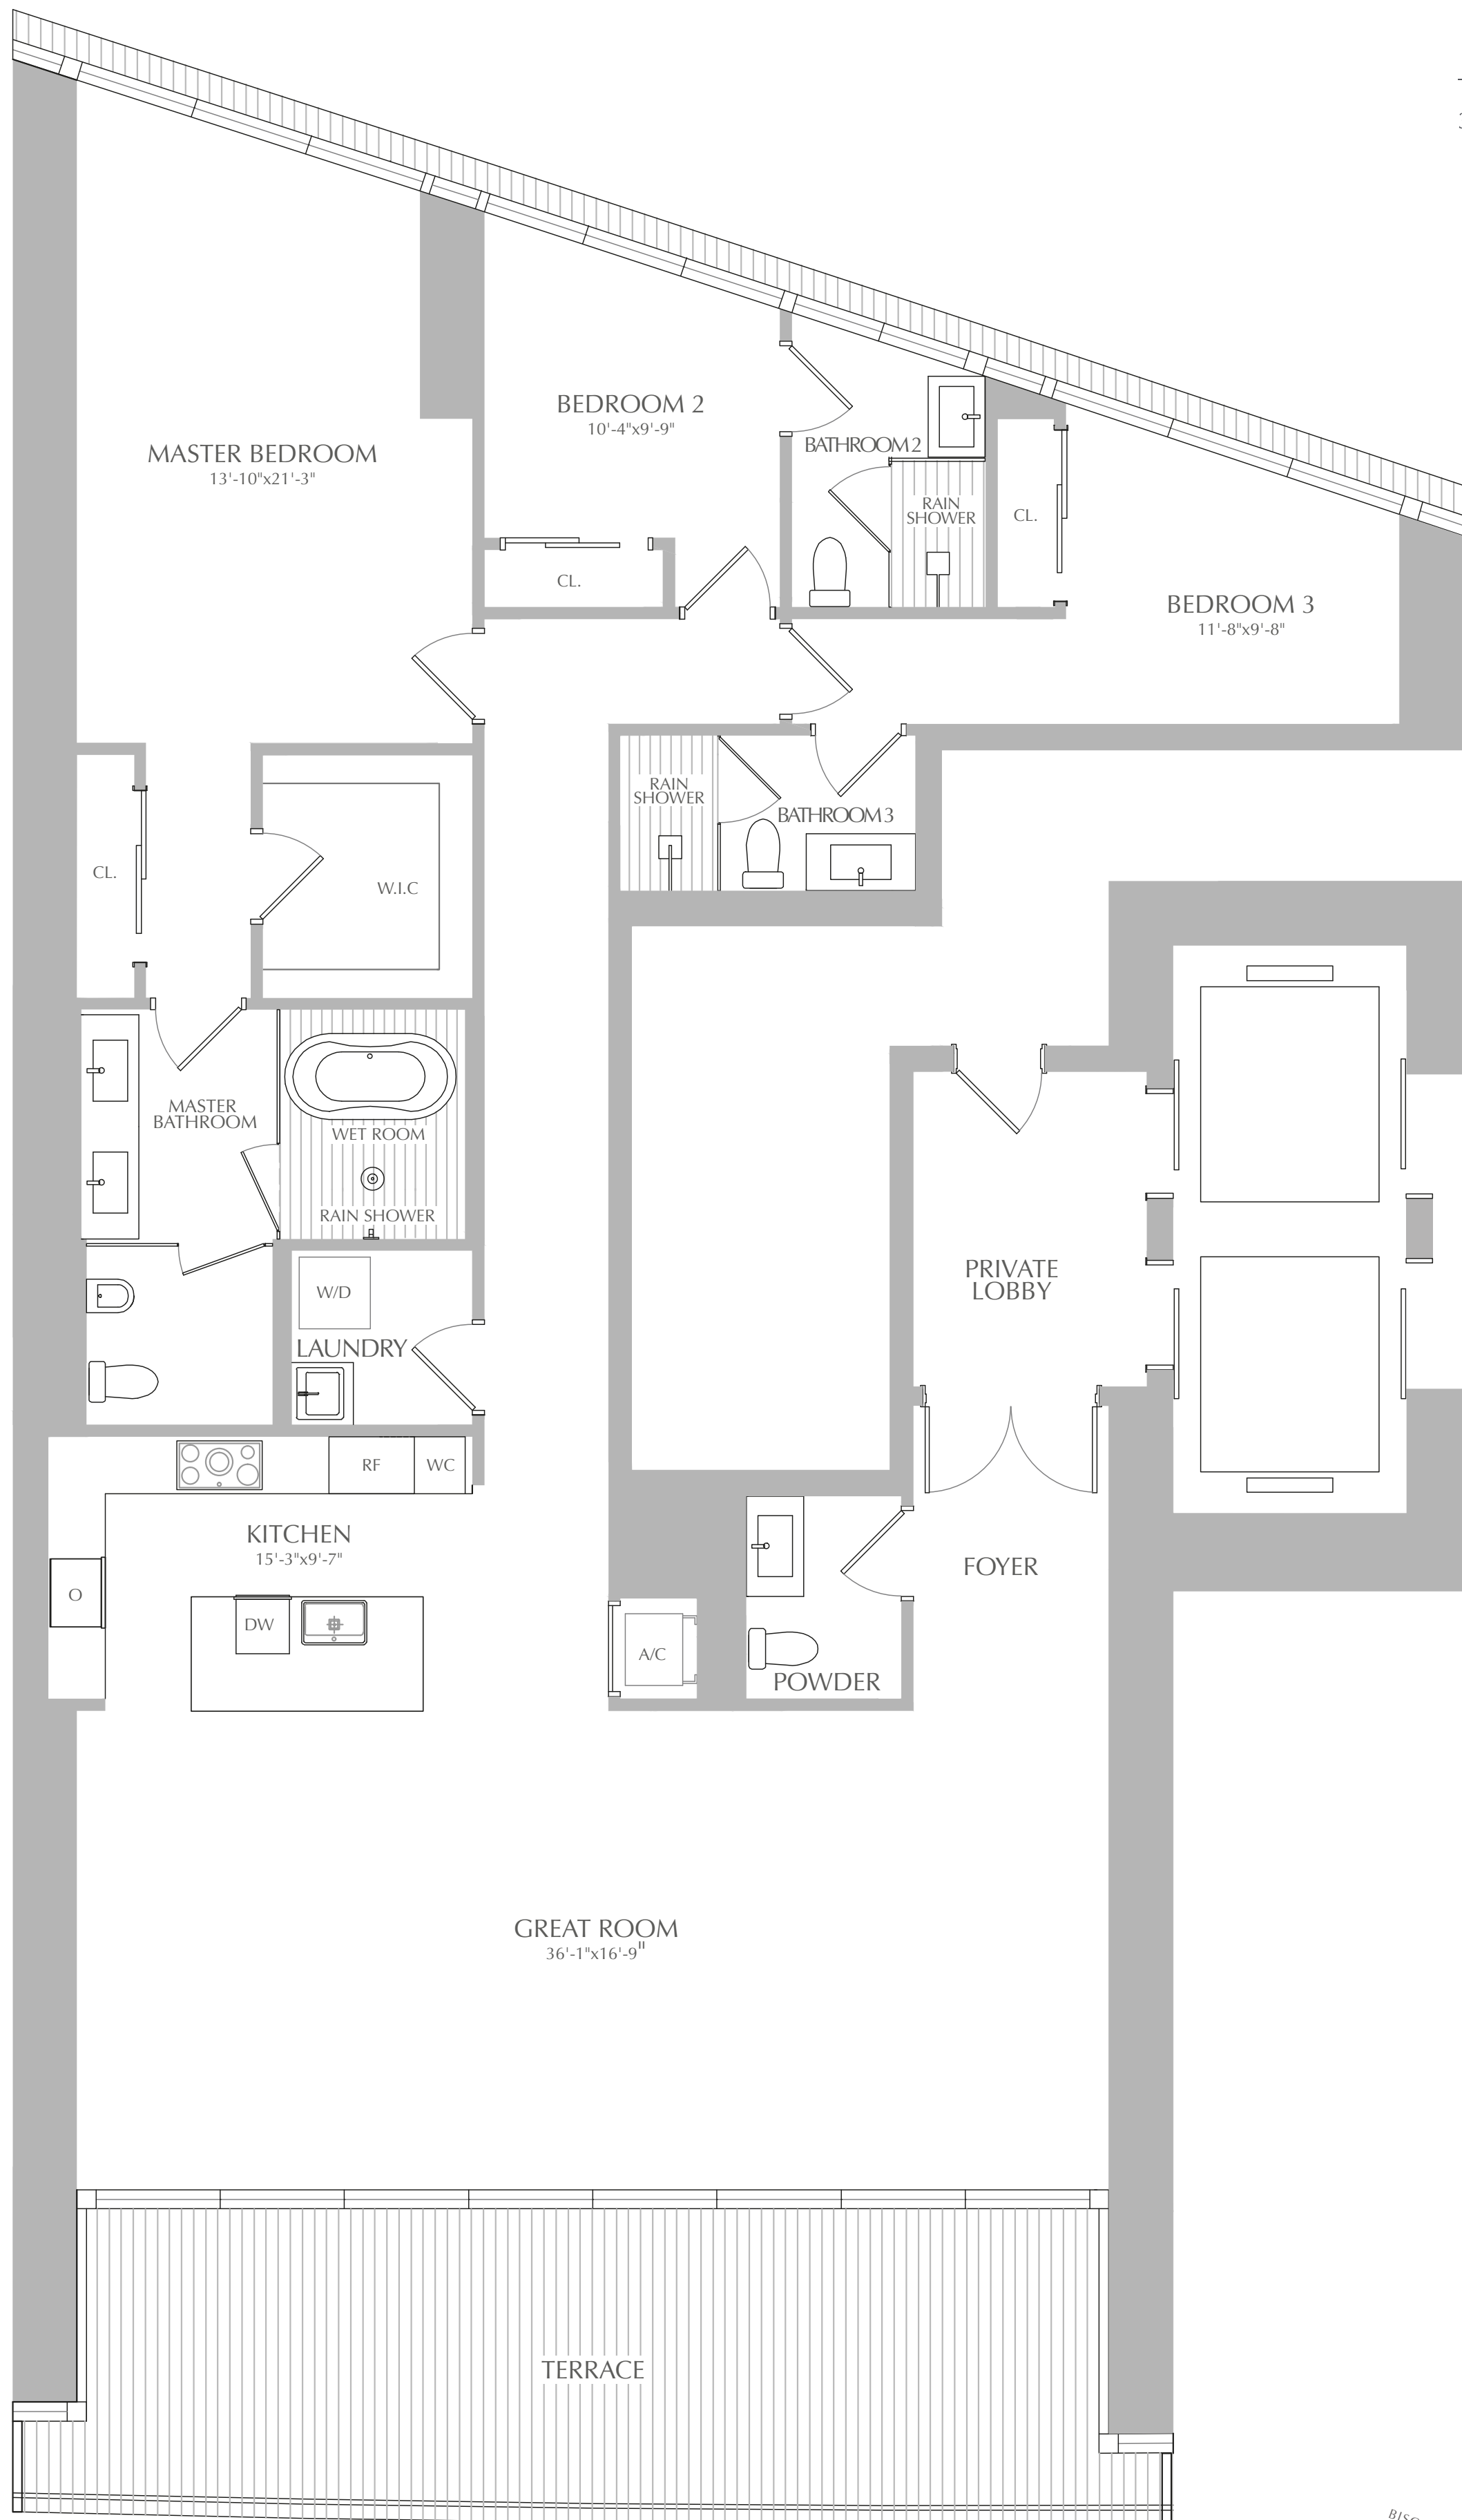 BEDROOM 2
10'-4"x9'-9"
MASTER BEDROOM
13'-10"x21'-3"
BATHROOM 2
RAIN
SHOWER
CL.
CL.
BEDROOM 3
11'-8"x9'-8"
RAIN
SHOWER
BATHROOM 3
CL.
W.I.C
MASTER
BATHROOM
WET ROOM
RAIN SHOWER
PRIVATE
LOBBY
W/D
LAUNDRY
RF
WC
KITCHEN
15'-3"x9'-7"
FOYER
O
DW
A/C
POWDER
GREAT ROOM
36'-1"x16'-9"
TERRACE